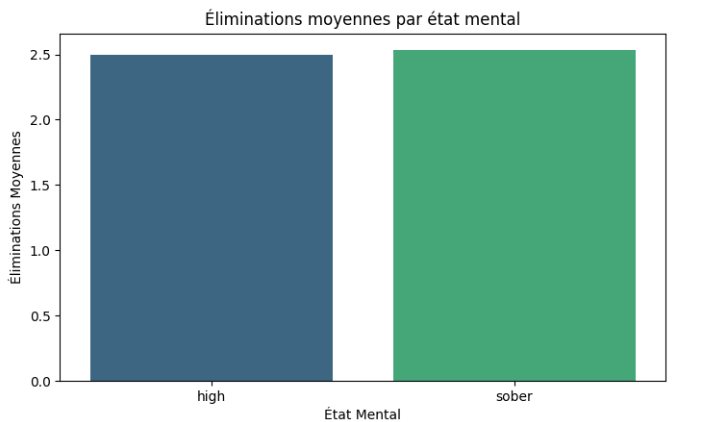 Éliminations moyennes par état mental
Éliminations Moyennes
2.5
2.0
1.5
1.0
0.5
0.0
high
sober
État Mental